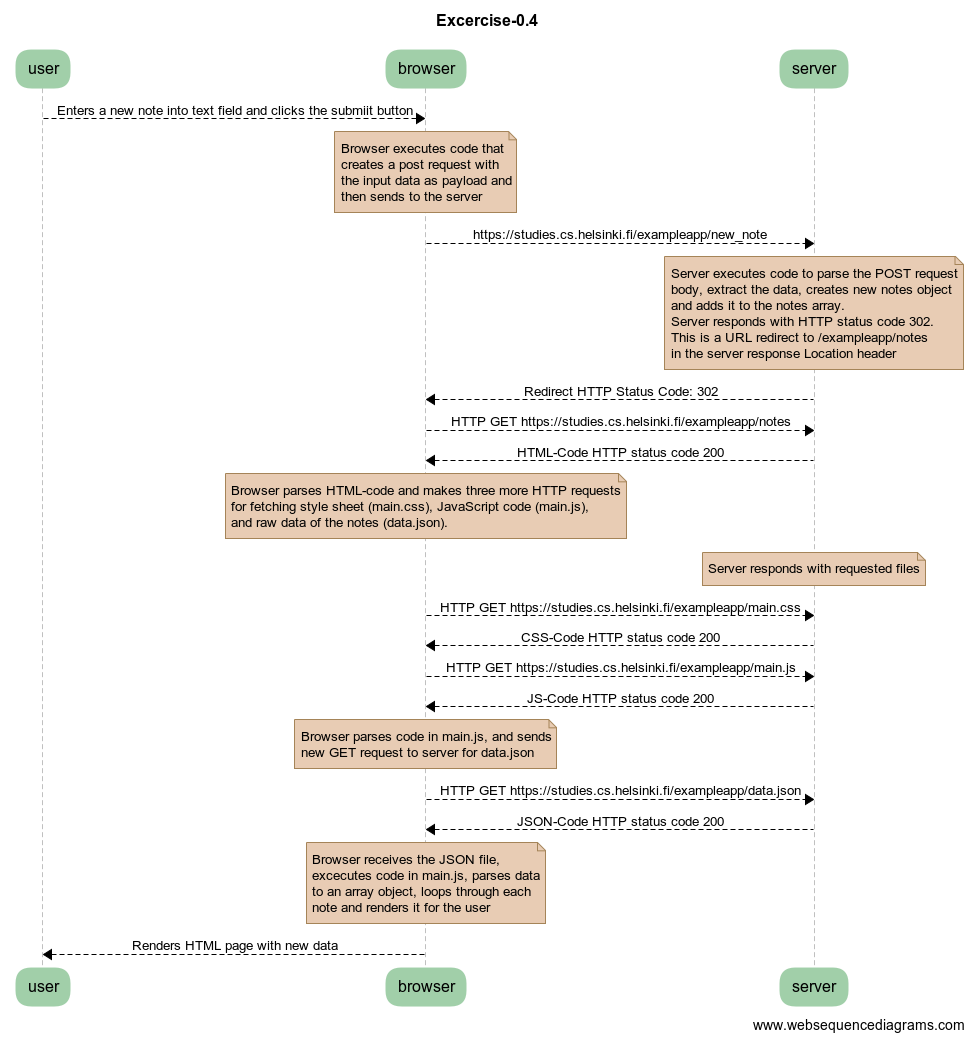 Excercise-0.4
user
browser
server
Enters a new note into text field and clicks the submiit button
Browser executes code that
creates a post request with
the input data as payload and
then sends to the server
https://studies.cs.helsinki.fi/exampleapp/new_note
Server executes code to parse the POST request
body, extract the data, creates new notes object
and adds it to the notes array.
Server responds with HTTP status code 302.
This is a URL redirect to /exampleapp/notes
in the server response Location header
Redirect HTTP Status Code: 302
HTTP GET https://studies.cs.helsinki.fi/exampleapp/notes
HTML-Code HTTP status code 200
Browser parses HTML-code and makes three more HTTP requests
for fetching style sheet (main.css), JavaScript code (main.js),
and raw data of the notes (data.json).
Server responds with requested files
HTTP GET https://studies.cs.helsinki.fi/exampleapp/main.css
CSS-Code HTTP status code 200
HTTP GET https://studies.cs.helsinki.fi/exampleapp/main.js
JS-Code HTTP status code 200
Browser parses code in main.js, and sends
new GET request to server for data.json
HTTP GET https://studies.cs.helsinki.fi/exampleapp/data.json
JSON-Code HTTP status code 200
Browser receives the JSON file,
excecutes code in main.js, parses data
to an array object, loops through each
note and renders it for the user
Renders HTML page with new data
user
browser
server
www.websequencediagrams.com